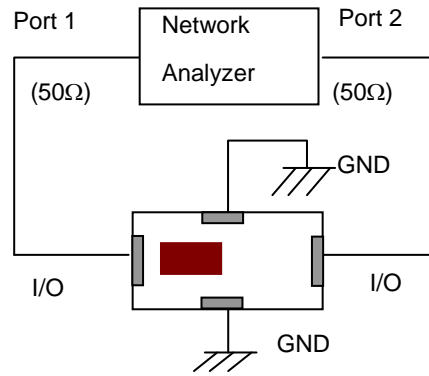 Port 1
Network
Analyzer
Port 2
(50Ω)
(50Ω)
GND
I/O
I/O
GND